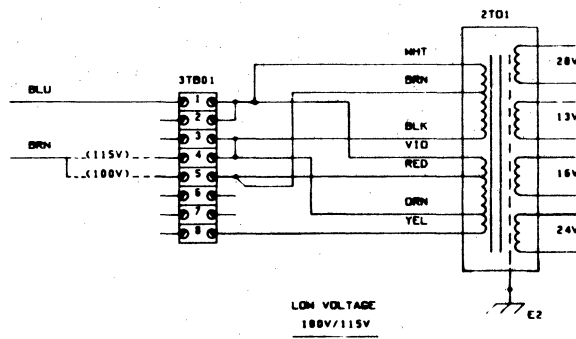 2T01
WHT
28V
BLU
3TB01
BRN
1
2
13V
3
BLK
BRN
(115V)
4
VIO
(100V)
5
RED
16V
6
7
ORN
8
YEL
24V
LOW VOLTAGE
100V/115V
E2